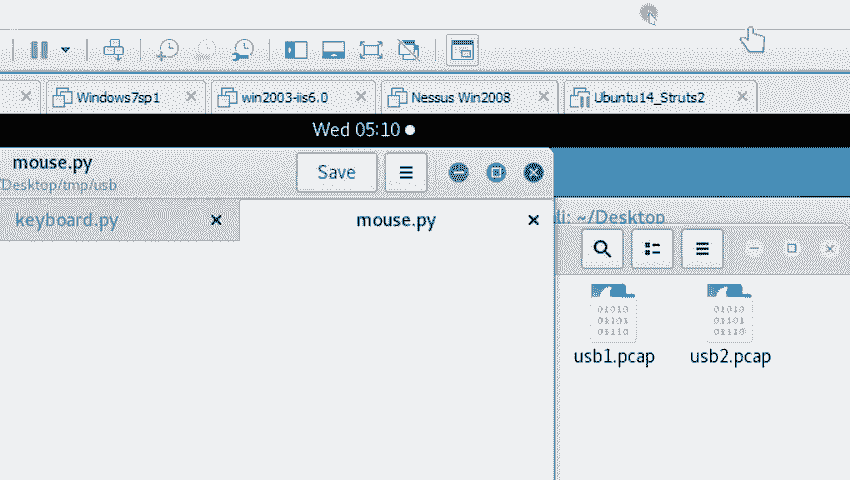 Windows7sp1 win2003-iis6.0 Nessus Win2008 Ubuntu14_Struts2
Wed 05:10
mouse.py
Desktop/tmp/usb
Save
li: ~/Desktop
keyboard.py mouse.py
usb1.pcap usb2.pcap